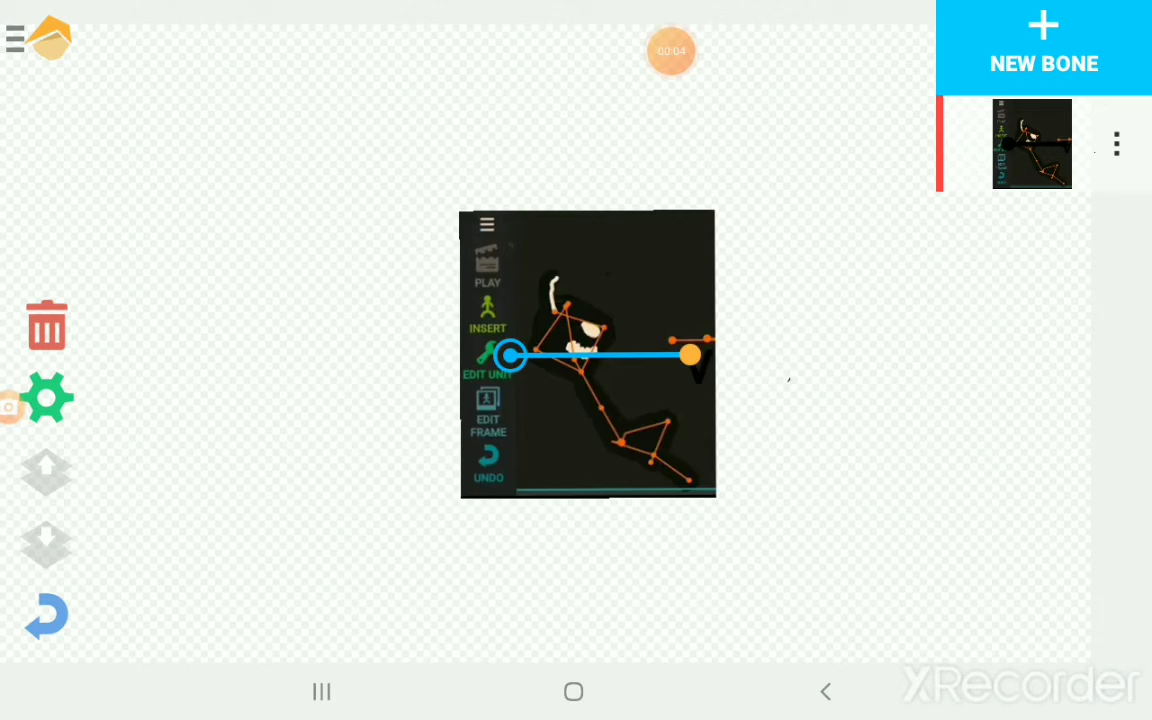 00:04
NEW BONE
PLAY
INSERT
EDIT UNIT
EDIT
FRAME
UNDO
XRecorder